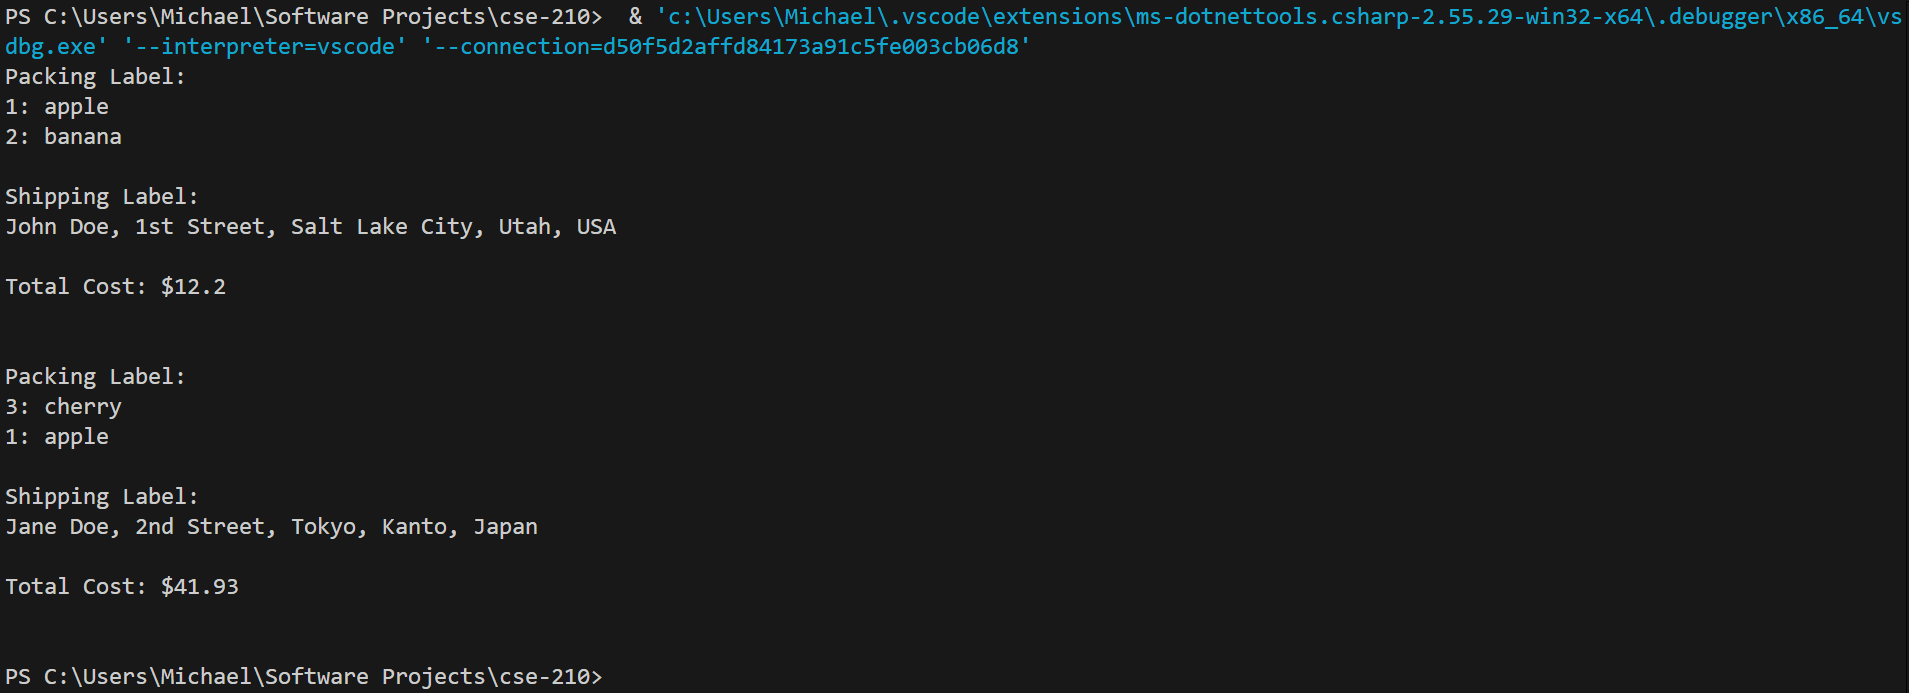 PS C:\Users\Michael\Software Projects\cse-210>  & 'c:\Users\Michael\.vscode\extensions\ms-dotnettools.csharp-2.55.29-win32-x64\.debugger\x86_64\vs
dbg.exe' '--interpreter=vscode' '--connection=d50f5d2affd84173a91c5fe003cb06d8'
Packing Label:
1: apple
2: banana

Shipping Label:
John Doe, 1st Street, Salt Lake City, Utah, USA

Total Cost: $12.2


Packing Label:
3: cherry
1: apple

Shipping Label:
Jane Doe, 2nd Street, Tokyo, Kanto, Japan

Total Cost: $41.93


PS C:\Users\Michael\Software Projects\cse-210>